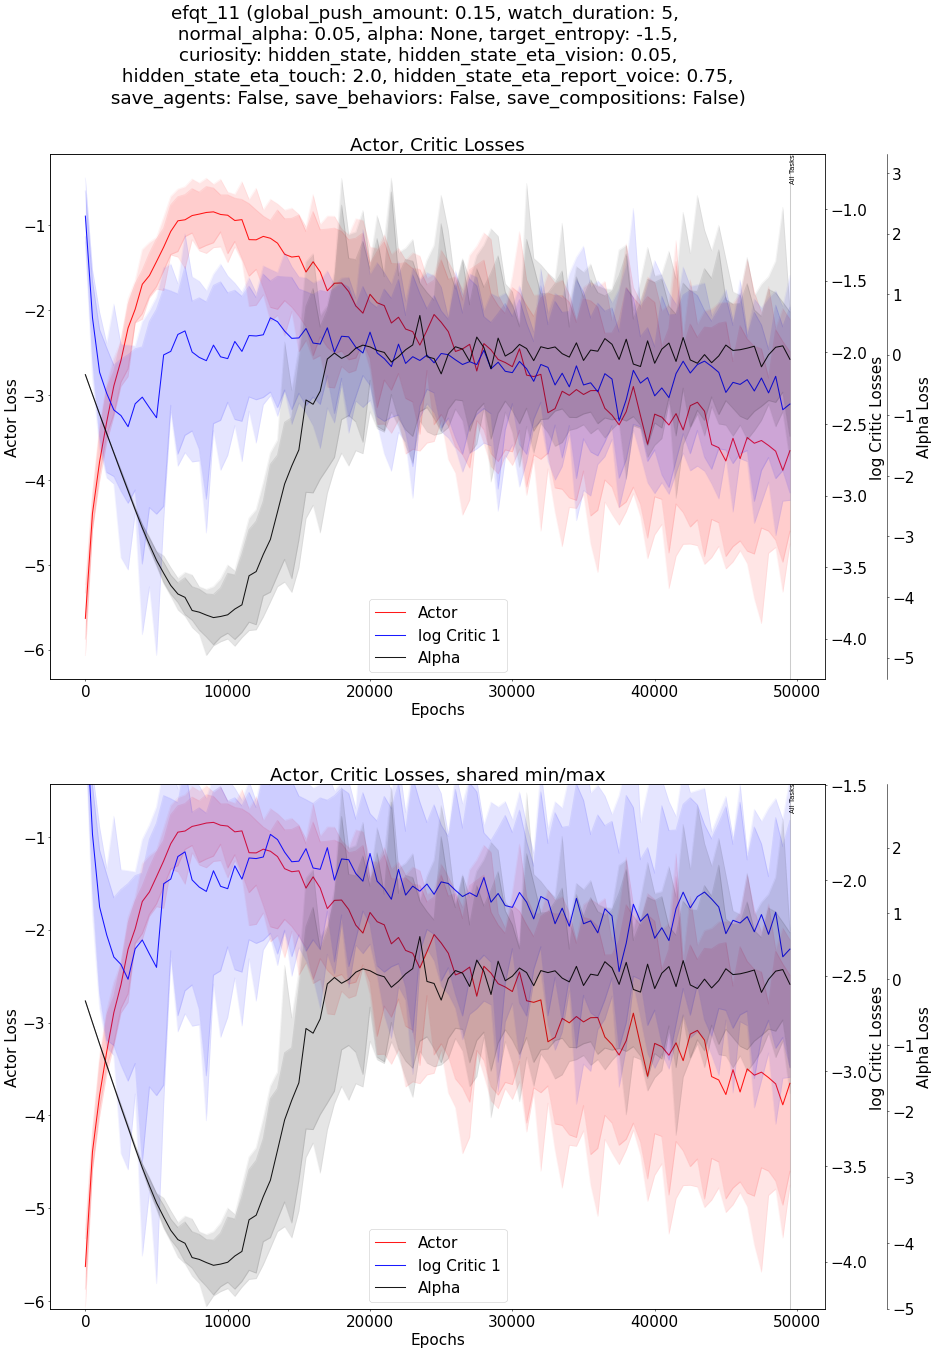 efqt_11 (global_push_amount: 0.15, watch_duration: 5,
normal_alpha: 0.05, alpha: None, target_entropy: -1.5,
curiosity: hidden_state, hidden_state_eta_vision: 0.05,
hidden_state_eta_touch: 2.0, hidden_state_eta_report_voice: 0.75,
save_agents: False, save_behaviors: False, save_compositions: False)
Actor, Critic Losses
All Tasks
−1
−2
−3
−4
−5
−6
Actor Loss
−1.0
−1.5
−2.0
−2.5
−3.0
−3.5
−4.0
log Critic Losses
3
2
1
0
−1
−2
−3
−4
−5
Alpha Loss
Actor
log Critic 1
Alpha
0 10000 20000 30000 40000 50000
Epochs
Actor, Critic Losses, shared min/max
All Tasks
−1
−2
−3
−4
−5
−6
Actor Loss
−1.5
−2.0
−2.5
−3.0
−3.5
−4.0
log Critic Losses
2
1
0
−1
−2
−3
−4
−5
Alpha Loss
Actor
log Critic 1
Alpha
0 10000 20000 30000 40000 50000
Epochs